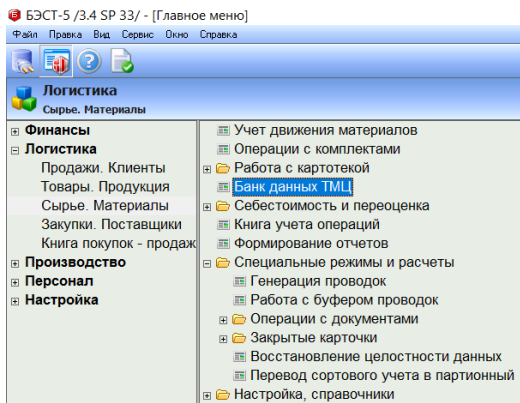 БЭСТ-5 /3.4 SP 33/ - [Главное меню]
Файл Правка Вид Сервис Окно Справка
Логистика
Сырье. Материалы
Финансы
Логистика
Продажи. Клиенты
Товары. Продукция
Сырье. Материалы
Закупки. Поставщики
Книга покупок - продаж
Производство
Персонал
Настройка
Учет движения материалов
Операции с комплектами
Работа с картотекой
Банк данных ТМЦ
Себестоимость и переоценка
Книга учета операций
Формирование отчетов
Специальные режимы и расчеты
Генерация проводок
Работа с буфером проводок
Операции с документами
Закрытые карточки
Восстановление целостности данных
Перевод сортового учета в партионный
Настройка, справочники